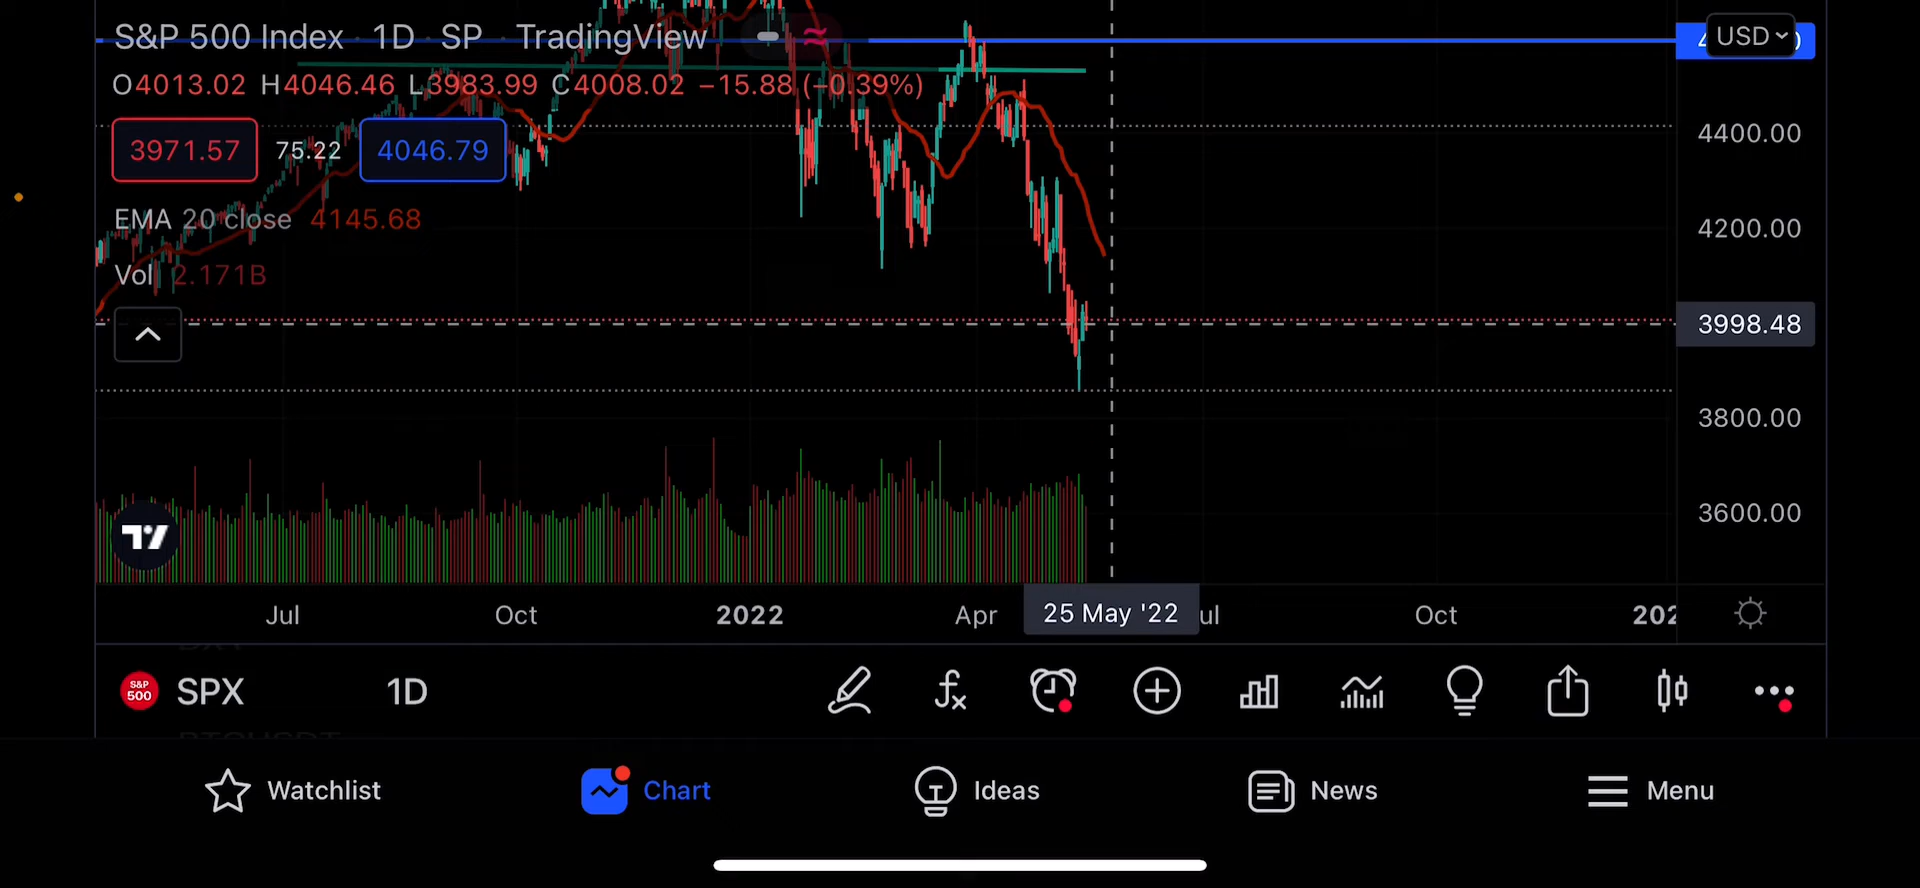 S&P 500 Index · 1D · SP · TradingView
USD
O4013.02 H4046.46 L3983.99 C4008.02 −15.88 (−0.39%)
3971.57 75.22 4046.79
4400.00
EMA 20 close 4145.68
4200.00
Vol 2.171B
3998.48
3800.00
3600.00
Jul Oct 2022 Apr 25 May '22 ul Oct 202
S&P 500 SPX 1D
Watchlist Chart Ideas News Menu